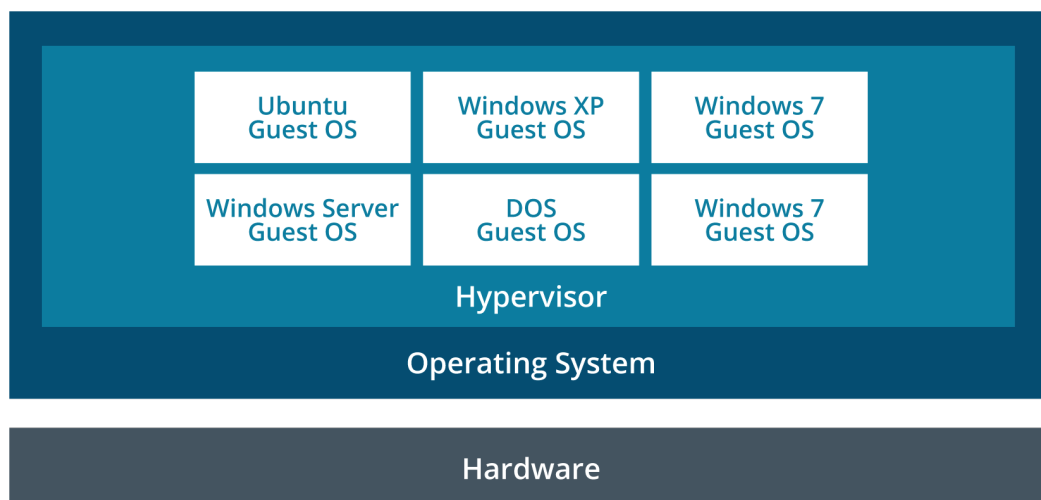 Ubuntu
Guest OS
Windows XP
Guest OS
Windows 7
Guest OS
Windows Server
Guest OS
DOS
Guest OS
Windows 7
Guest OS
Hypervisor
Operating System
Hardware